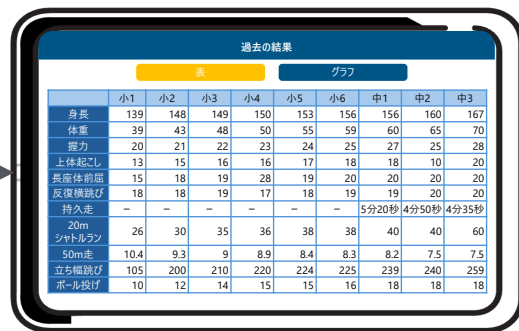 過去の結果
表 グラフ
小1 小2 小3 小4 小5 小6 中1 中2 中3
身長 139 148 149 150 153 156 156 160 167
体重 39 43 48 50 55 59 60 65 70
握力 20 21 22 23 24 25 27 25 28
上体起こし 13 15 16 16 17 18 18 10 20
長座体前屈 15 18 19 28 19 20 20 20 20
反復横跳び 18 18 19 17 18 19 19 20 20
持久走 － － － － － － 5分20秒 4分50秒 4分35秒
20m
シャトルラン 26 30 35 36 38 38 40 40 60
50m走 10.4 9.3 9 8.9 8.4 8.3 8.2 7.5 7.5
立ち幅跳び 105 200 210 220 224 225 239 240 259
ボール投げ 10 12 14 15 15 16 18 18 18